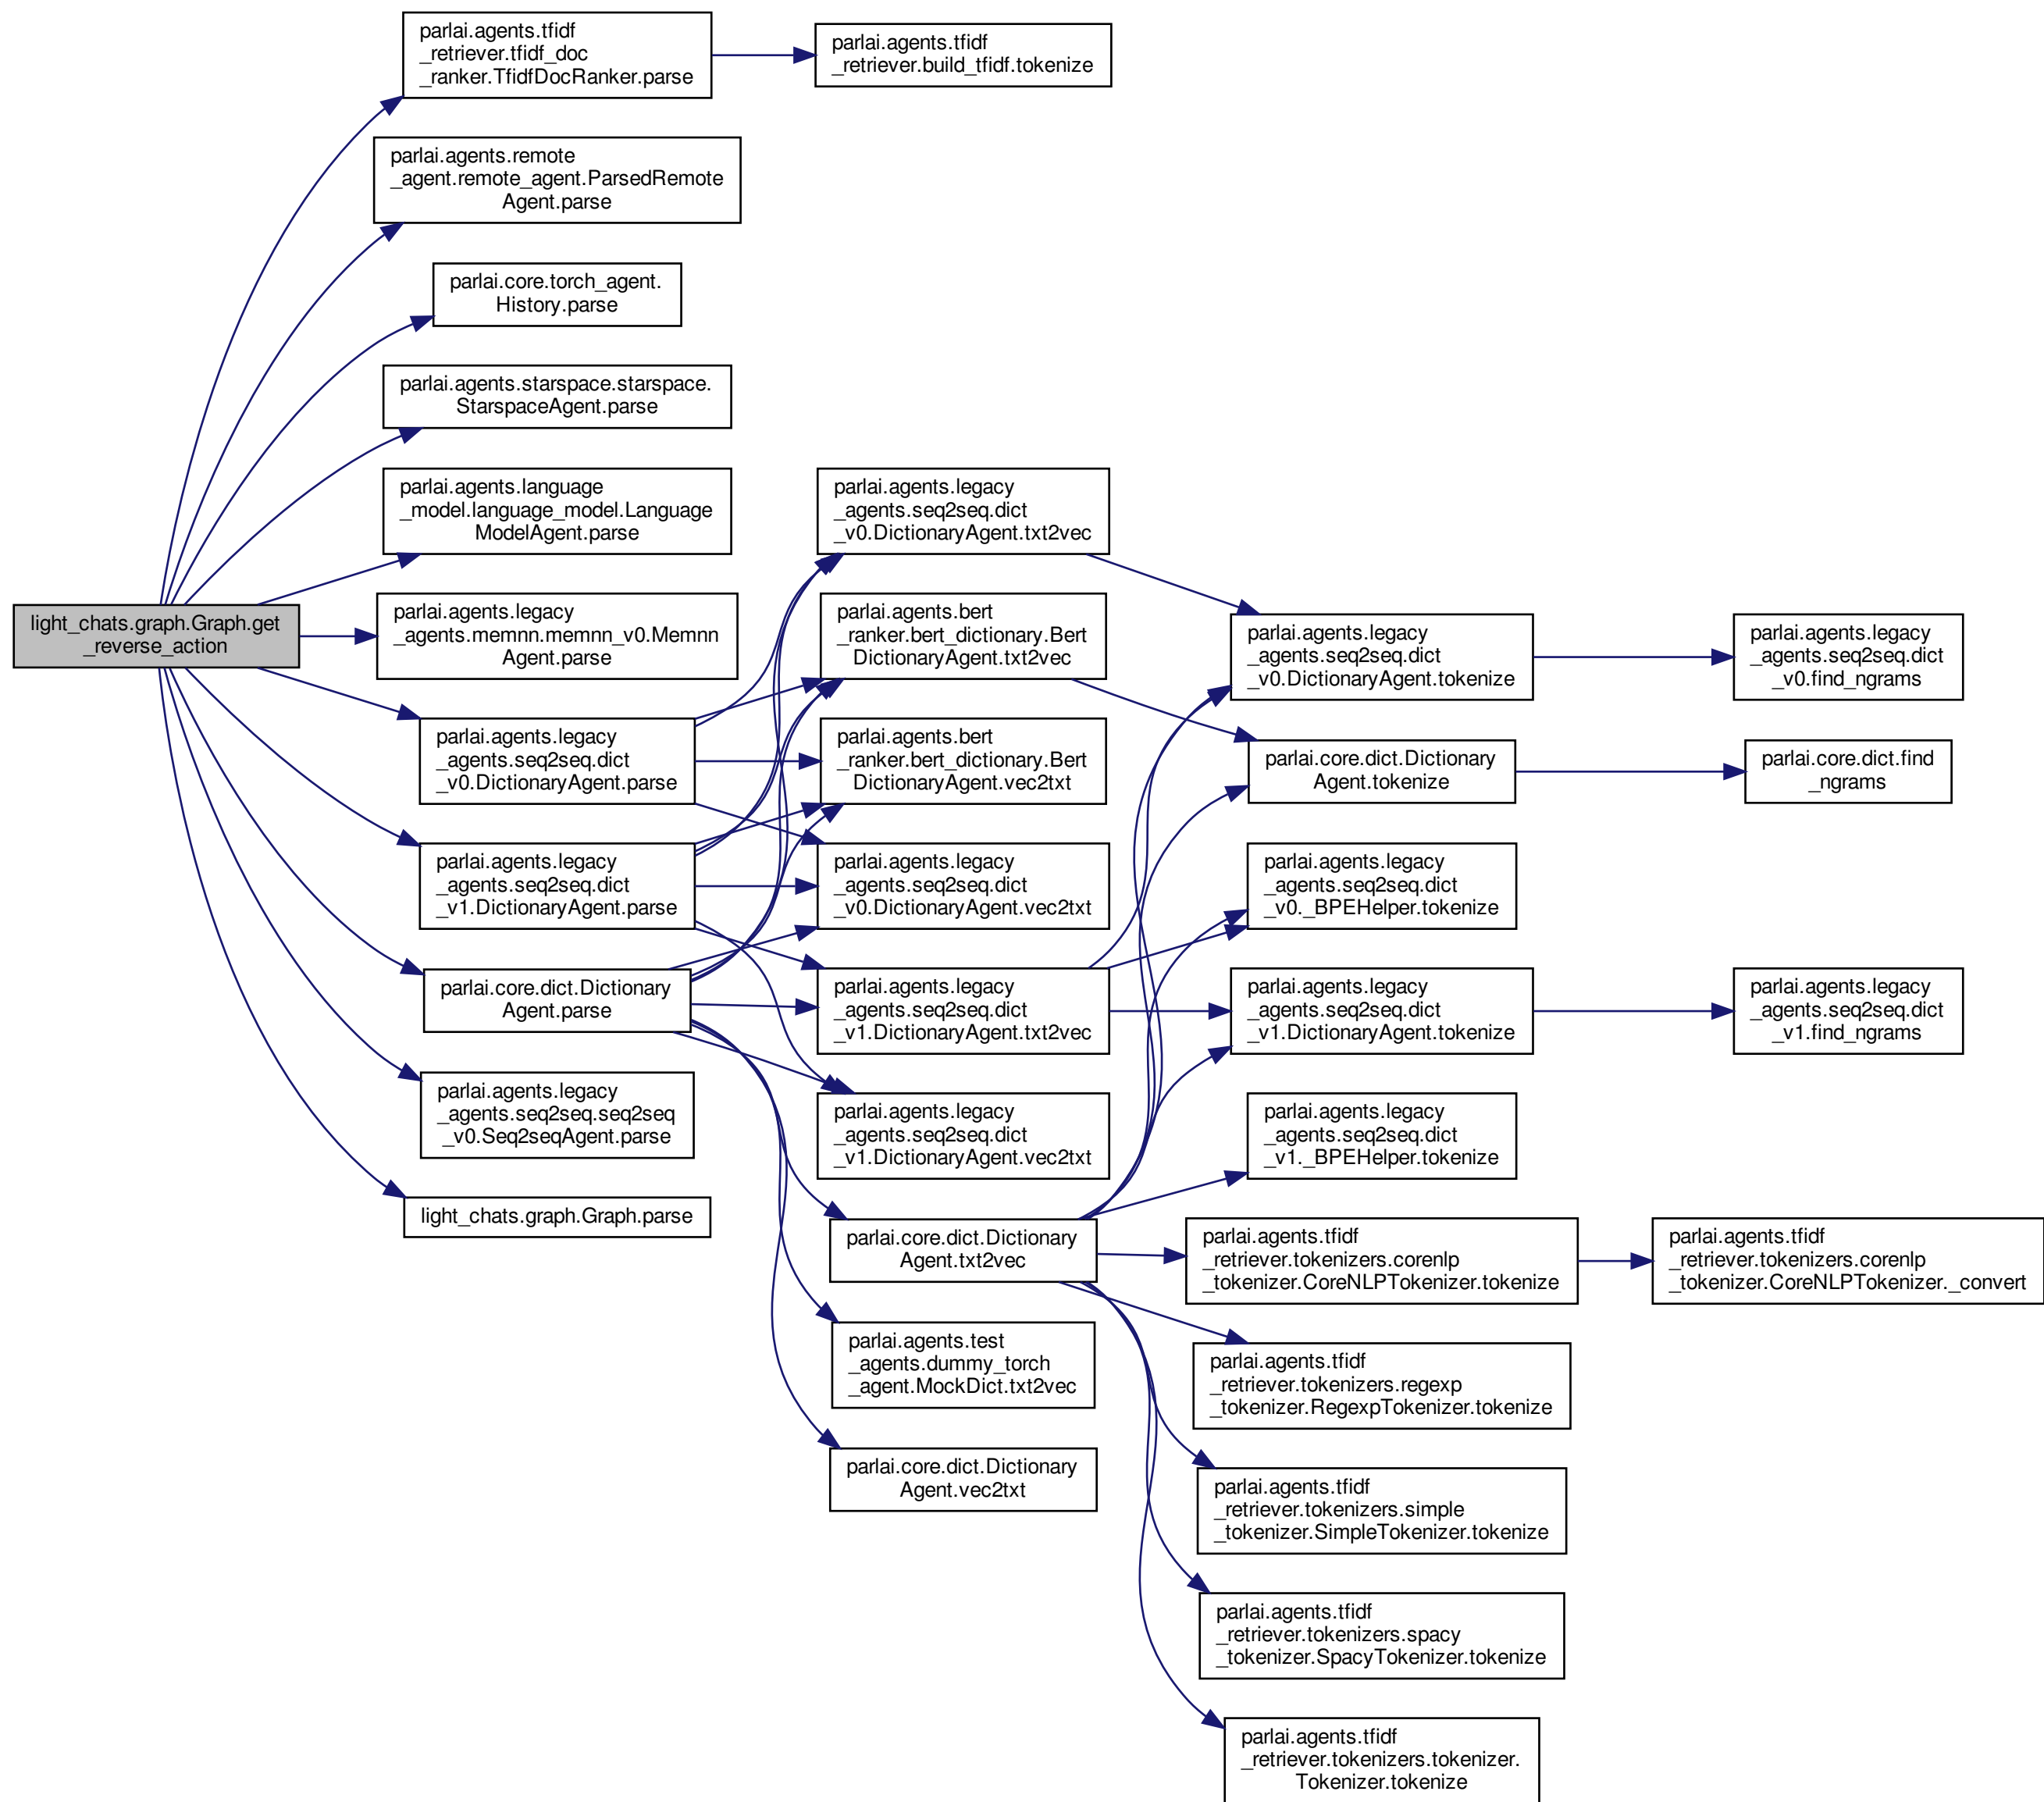 light_chats.graph.Graph.get
_reverse_action
parlai.agents.tfidf
_retriever.tfidf_doc
_ranker.TfidfDocRanker.parse
parlai.agents.tfidf
_retriever.build_tfidf.tokenize
parlai.agents.remote
_agent.remote_agent.ParsedRemote
Agent.parse
parlai.core.torch_agent.
History.parse
parlai.agents.starspace.starspace.
StarspaceAgent.parse
parlai.agents.language
_model.language_model.Language
ModelAgent.parse
parlai.agents.legacy
_agents.memnn.memnn_v0.Memnn
Agent.parse
parlai.agents.legacy
_agents.seq2seq.dict
_v0.DictionaryAgent.parse
parlai.agents.legacy
_agents.seq2seq.dict
_v1.DictionaryAgent.parse
parlai.core.dict.Dictionary
Agent.parse
parlai.agents.legacy
_agents.seq2seq.seq2seq
_v0.Seq2seqAgent.parse
light_chats.graph.Graph.parse
parlai.agents.legacy
_agents.seq2seq.dict
_v0.DictionaryAgent.txt2vec
parlai.agents.bert
_ranker.bert_dictionary.Bert
DictionaryAgent.txt2vec
parlai.agents.bert
_ranker.bert_dictionary.Bert
DictionaryAgent.vec2txt
parlai.agents.legacy
_agents.seq2seq.dict
_v0.DictionaryAgent.vec2txt
parlai.agents.legacy
_agents.seq2seq.dict
_v1.DictionaryAgent.txt2vec
parlai.agents.legacy
_agents.seq2seq.dict
_v1.DictionaryAgent.vec2txt
parlai.core.dict.Dictionary
Agent.txt2vec
parlai.agents.test
_agents.dummy_torch
_agent.MockDict.txt2vec
parlai.core.dict.Dictionary
Agent.vec2txt
parlai.agents.legacy
_agents.seq2seq.dict
_v0.DictionaryAgent.tokenize
parlai.core.dict.Dictionary
Agent.tokenize
parlai.agents.legacy
_agents.seq2seq.dict
_v0._BPEHelper.tokenize
parlai.agents.legacy
_agents.seq2seq.dict
_v1.DictionaryAgent.tokenize
parlai.agents.legacy
_agents.seq2seq.dict
_v1._BPEHelper.tokenize
parlai.agents.tfidf
_retriever.tokenizers.corenlp
_tokenizer.CoreNLPTokenizer.tokenize
parlai.agents.tfidf
_retriever.tokenizers.regexp
_tokenizer.RegexpTokenizer.tokenize
parlai.agents.tfidf
_retriever.tokenizers.simple
_tokenizer.SimpleTokenizer.tokenize
parlai.agents.tfidf
_retriever.tokenizers.spacy
_tokenizer.SpacyTokenizer.tokenize
parlai.agents.tfidf
_retriever.tokenizers.tokenizer.
Tokenizer.tokenize
parlai.agents.legacy
_agents.seq2seq.dict
_v0.find_ngrams
parlai.core.dict.find
_ngrams
parlai.agents.legacy
_agents.seq2seq.dict
_v1.find_ngrams
parlai.agents.tfidf
_retriever.tokenizers.corenlp
_tokenizer.CoreNLPTokenizer._convert